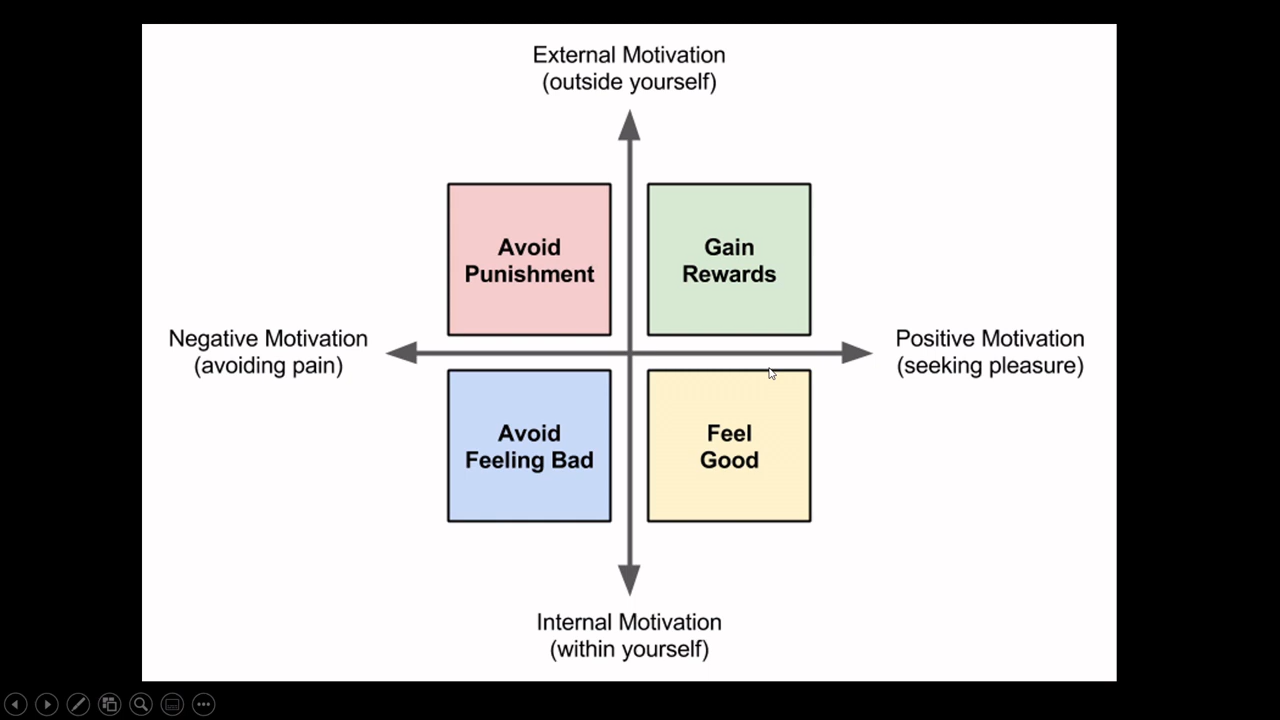 External Motivation
(outside yourself)
Avoid
Punishment
Gain
Rewards
Negative Motivation
(avoiding pain)
Positive Motivation
(seeking pleasure)
Avoid
Feeling Bad
Feel
Good
Internal Motivation
(within yourself)